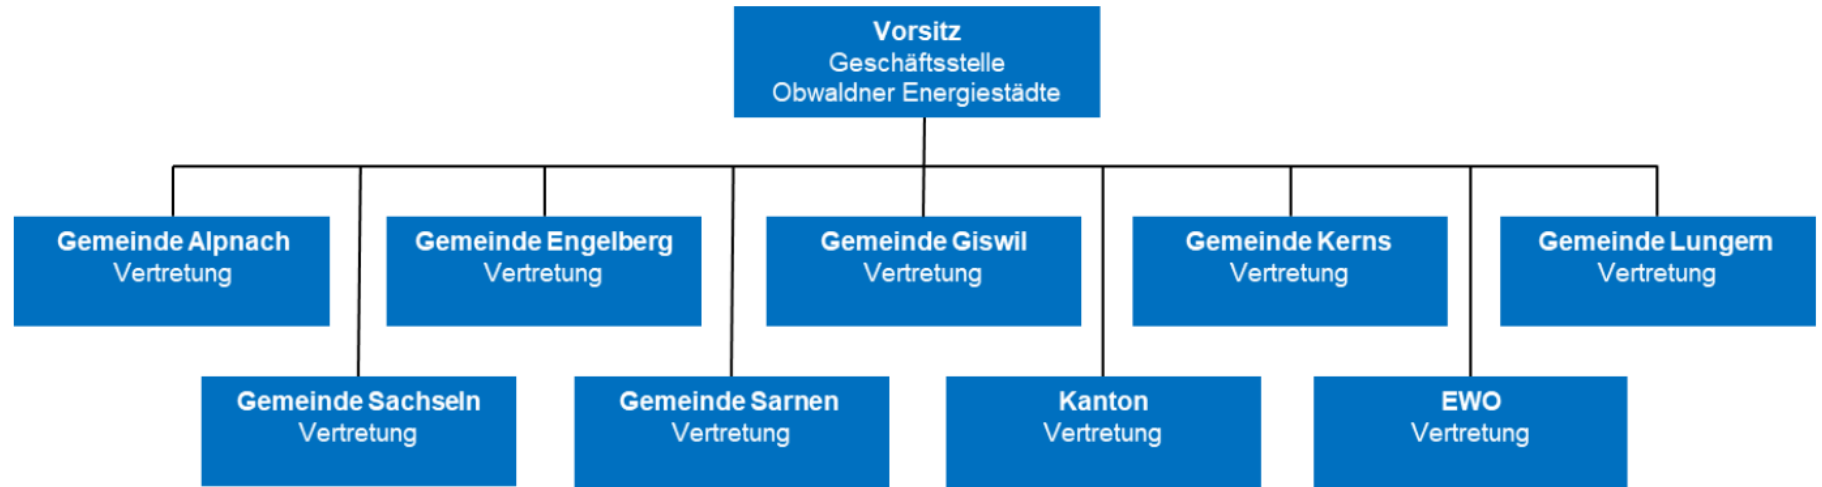 Vorsitz
Geschäftsstelle
Obwaldner Energiestädte
Gemeinde Alpnach
Vertretung
Gemeinde Engelberg
Vertretung
Gemeinde Giswil
Vertretung
Gemeinde Kerns
Vertretung
Gemeinde Lungern
Vertretung
Gemeinde Sachseln
Vertretung
Gemeinde Sarnen
Vertretung
Kanton
Vertretung
EWO
Vertretung